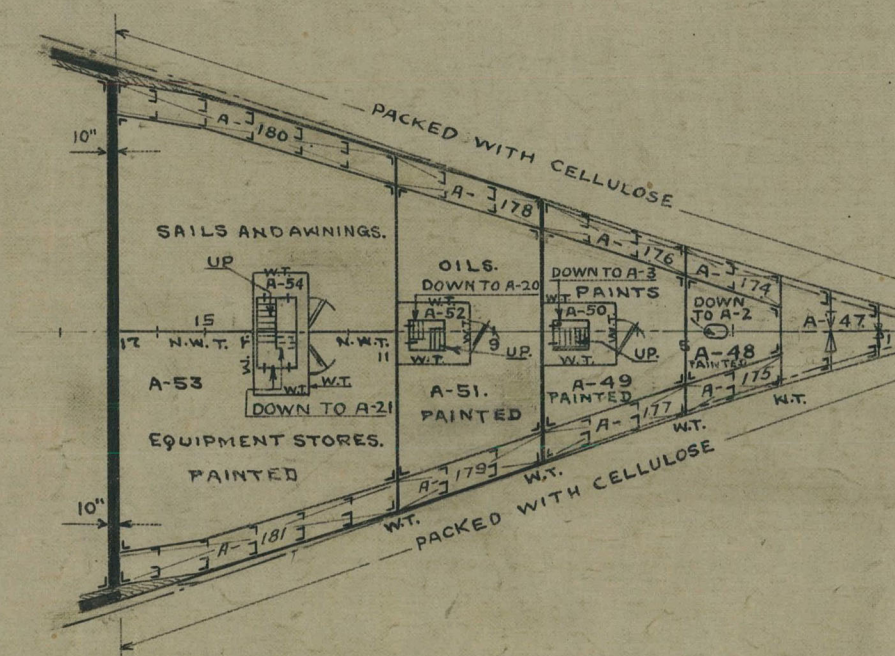 PACKED WITH CELLULOSE
10"
A-180
A-178
A-176
A-174
SAILS AND AWNINGS.
UP
W.T.
A-54
OILS.
DOWN TO A-20
W.T.
A-52
DOWN TO A-3
W.T.
PAINTS
A-50
DOWN
TO A-2
A-47
17
15
N.W.T.
N.W.T.
11
9
W.T.
UP.
W.T.
UP.
5
1
A-53
W.T.
W.T.
W.T.
W.T.
DOWN TO A-21
A-51.
PAINTED
A-49
PAINTED
A-48
PAINTED
A-175
A-177
W.T.
W.T.
EQUIPMENT STORES.
PAINTED
A-179
W.T.
10"
A-181
W.T.
PACKED WITH CELLULOSE